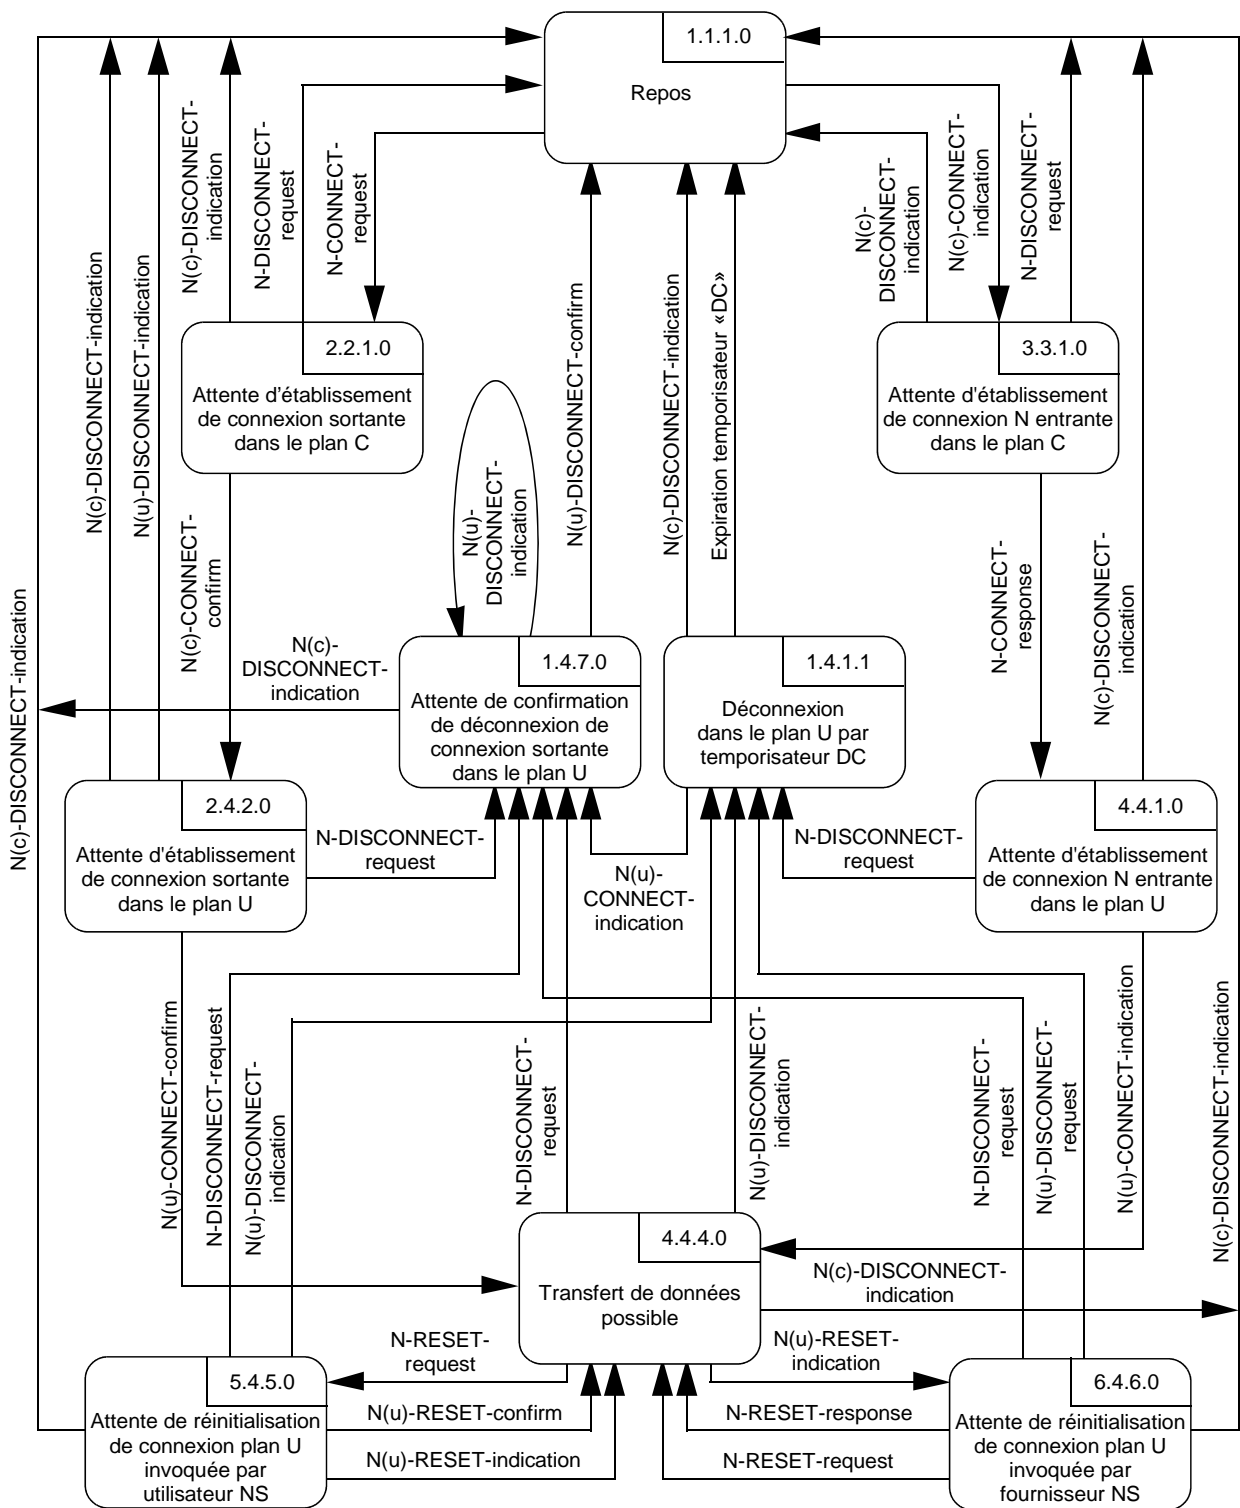 1.1.1.0
Repos
N(c)-DISCONNECT-
indication
N-DISCONNECT-
request
N-CONNECT-
request
N(c)-
DISCONNECT-
indication
N(c)-CONNECT-
indication
N-DISCONNECT-
request
N(c)-DISCONNECT-indication
N(u)-DISCONNECT-indication
N(u)-DISCONNECT-confirm
N(c)-DISCONNECT-indication
Expiration temporisateur «DC»
2.2.1.0
Attente d'établissement
de connexion sortante
dans le plan C
3.3.1.0
Attente d'établissement
de connexion N entrante
dans le plan C
N(u)-
DISCONNECT-
indication
N(c)-CONNECT-
confirm
N-CONNECT-
response
N(c)-DISCONNECT-
indication
N(c)-DISCONNECT-indication
N(c)-
DISCONNECT-
indication
1.4.7.0
Attente de confirmation
de déconnexion de
connexion sortante
dans le plan U
1.4.1.1
Déconnexion
dans le plan U par
temporisateur DC
2.4.2.0
Attente d'établissement
de connexion sortante
dans le plan U
N-DISCONNECT-
request
N(u)-
CONNECT-
indication
N-DISCONNECT-
request
4.4.1.0
Attente d'établissement
de connexion N entrante
dans le plan U
N(u)-CONNECT-confirm
N-DISCONNECT-request
N(u)-DISCONNECT-
indication
N-DISCONNECT-
request
N(u)-DISCONNECT-
indication
N-DISCONNECT-
request
N(u)-DISCONNECT-
request
N(u)-CONNECT-indication
N(c)-DISCONNECT-indication
4.4.4.0
Transfert de données
possible
N(c)-DISCONNECT-
indication
N-RESET-
request
N(u)-RESET-
indication
5.4.5.0
Attente de réinitialisation
de connexion plan U
invoquée par
utilisateur NS
N(u)-RESET-confirm
N(u)-RESET-indication
N-RESET-response
N-RESET-request
6.4.6.0
Attente de réinitialisation
de connexion plan U
invoquée par
fournisseur NS